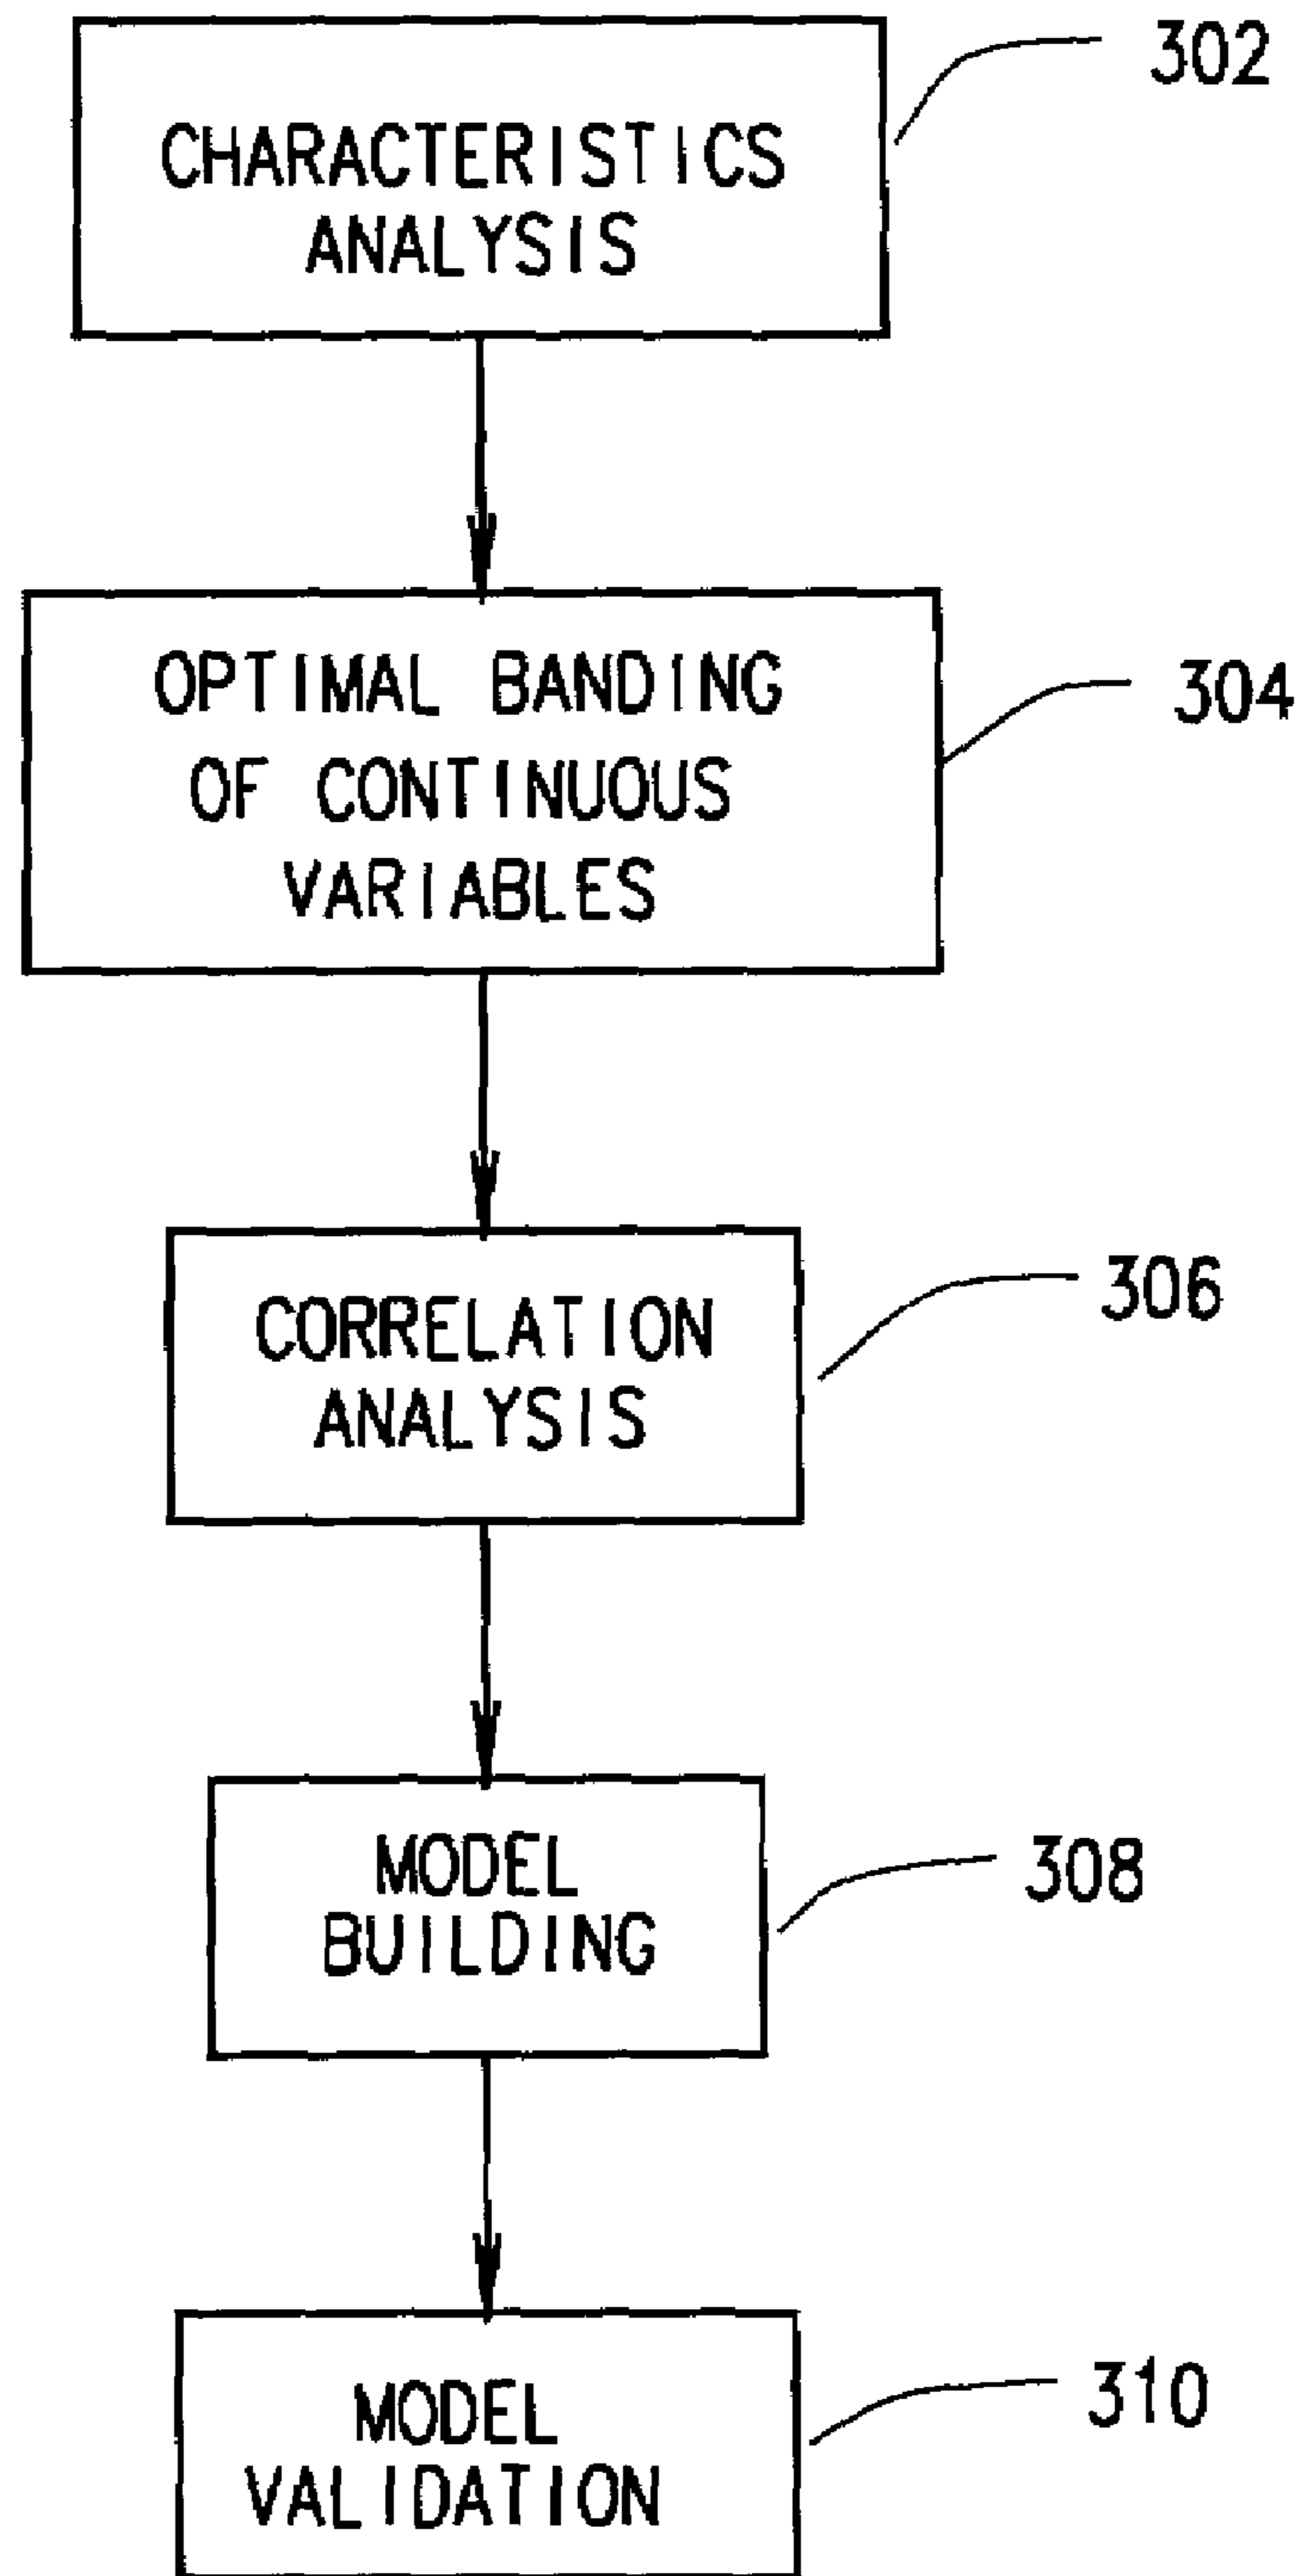 302
CHARACTERISTICS
ANALYSIS
304
OPTIMAL BANDING
OF CONTINUOUS
VARIABLES
306
CORRELATION
ANALYSIS
308
MODEL
BUILDING
310
MODEL
VALIDATION